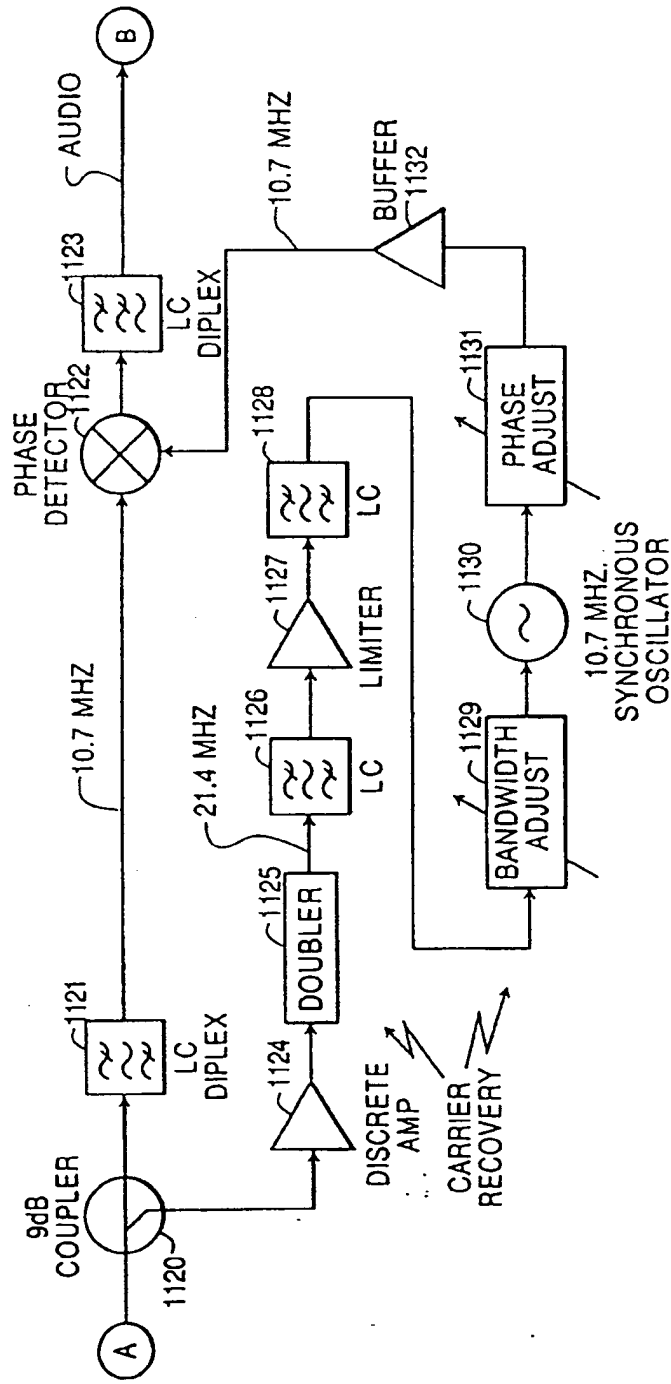 A
9dB
COUPLER
1120
1121
LC
DIPLEX
10.7 MHZ
PHASE
DETECTOR
1122
1123
LC
DIPLEX
AUDIO
B
1124
DISCRETE
AMP
1125
DOUBLER
21.4 MHZ
1126
LC
1127
LIMITER
1128
LC
CARRIER
RECOVERY
1129
BANDWIDTH
ADJUST
1130
10.7 MHZ.
SYNCHRONOUS
OSCILLATOR
1131
PHASE
ADJUST
BUFFER
1132
10.7 MHZ